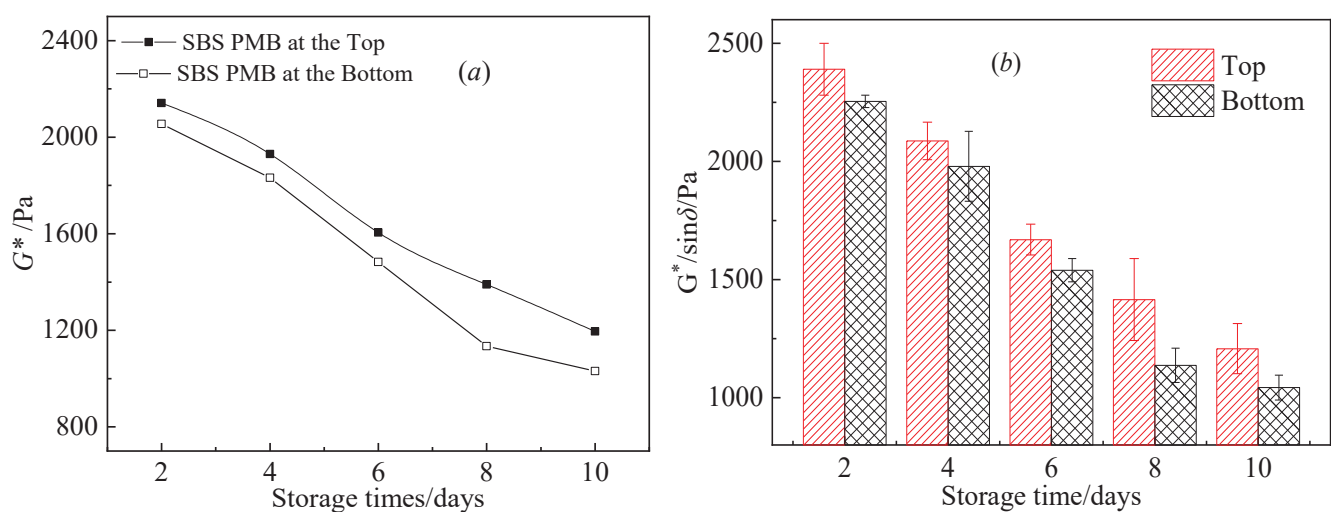 2400
2000
1600
1200
800
G* /Pa
SBS PMB at the Top
SBS PMB at the Bottom
(a)
2 4 6 8 10
Storage times/days
2500
2000
1500
1000
G*/sinδ/Pa
(b)
Top
Bottom
2 4 6 8 10
Storage time/days